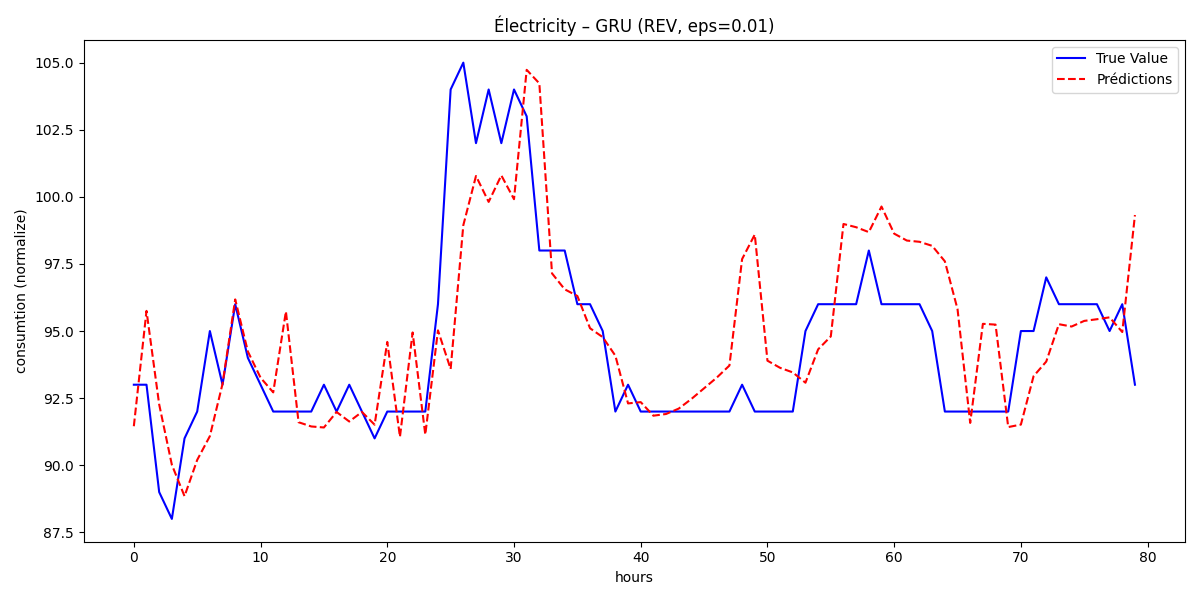 Électricity – GRU (REV, eps=0.01)
True Value
Prédictions
consumtion (normalize)
105.0
102.5
100.0
97.5
95.0
92.5
90.0
87.5
0 10 20 30 40 50 60 70 80
hours